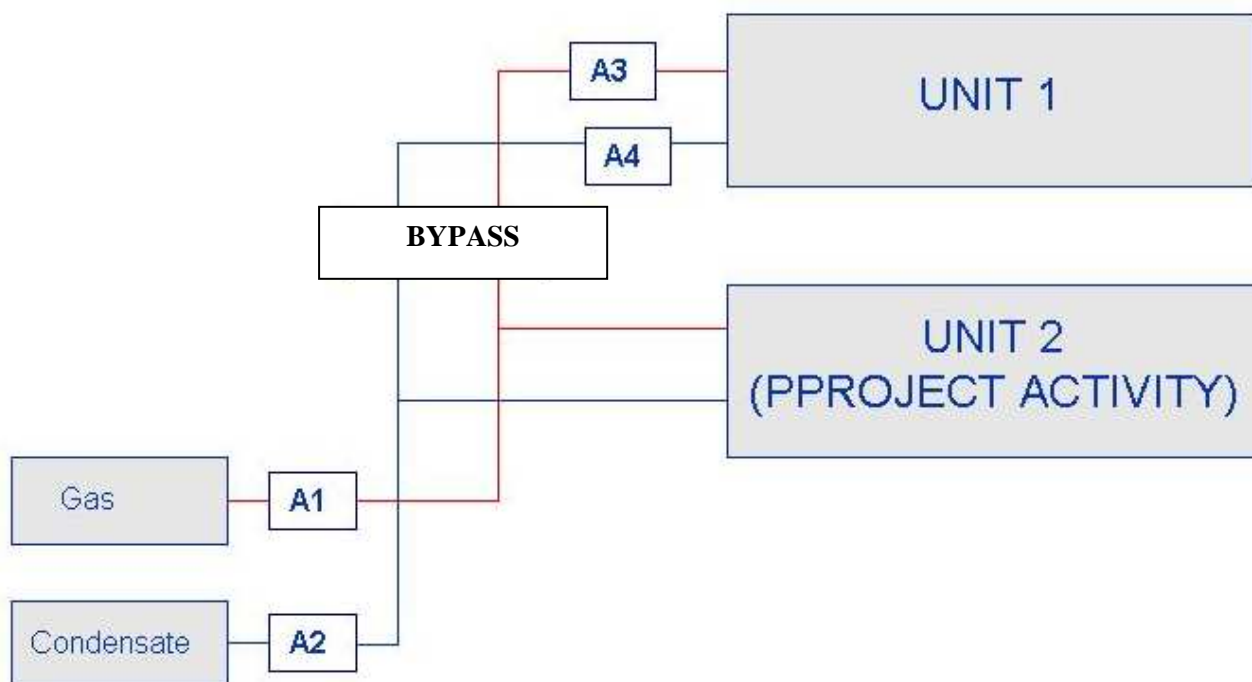 A3
UNIT 1
A4
BYPASS
UNIT 2
(PPROJECT ACTIVITY)
Gas
A1
Condensate
A2